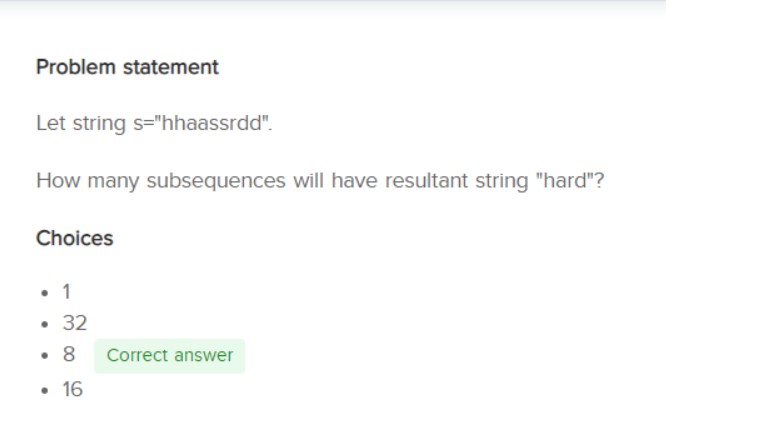 Problem statement
Let string s="hhaassrdd".
How many subsequences will have resultant string "hard"?
Choices
• 1
• 32
• 8 Correct answer
• 16